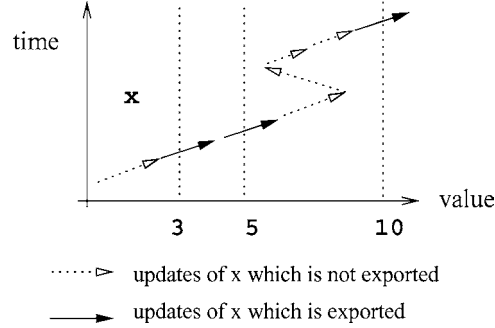 time
x
value
3 5 10
updates of x which is not exported
updates of x which is exported